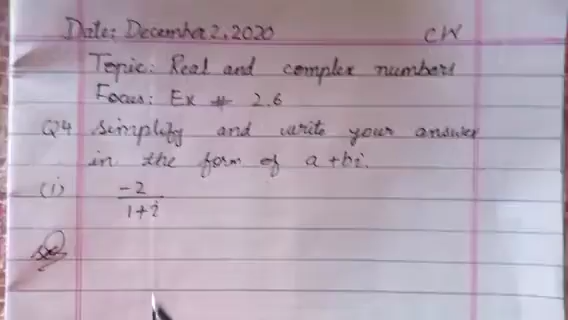 Date: December 2, 2020 CW
Topic: Real and complex numbers
Focus: Ex # 2.6
Q4 Simplify and write your answer
in the form of a+bi.
(i) -2
1+i